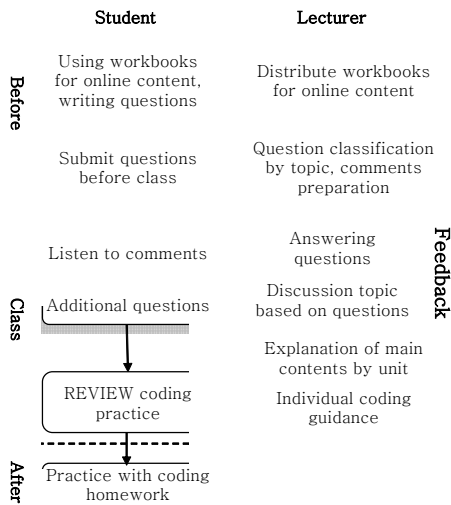 Student
Lecturer
Before
Using workbooks
for online content,
writing questions
Distribute workbooks
for online content
Submit questions
before class
Question classification
by topic, comments
preparation
Feedback
Class
Listen to comments
Answering
questions
Additional questions
Discussion topic
based on questions
Explanation of main
contents by unit
REVIEW coding
practice
Individual coding
guidance
After
Practice with coding
homework